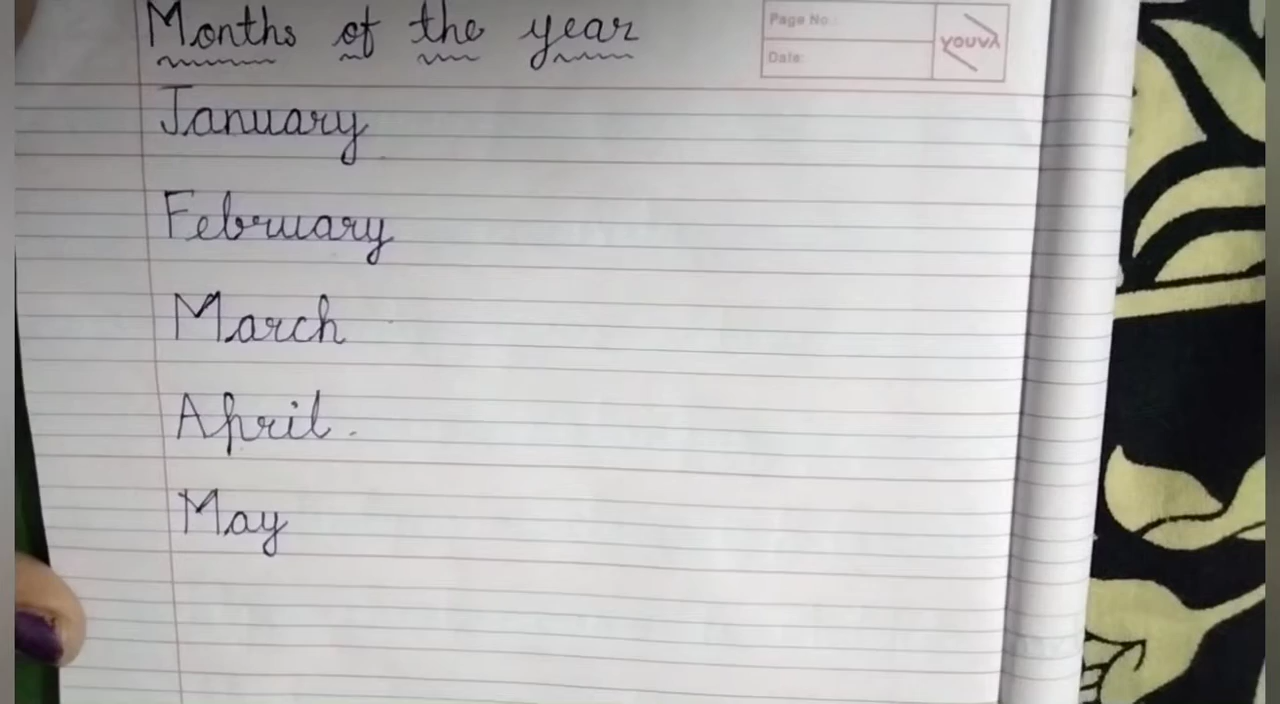 Months of the year
Page No.:
Date:
YOUVA
January
February
March
April.
May